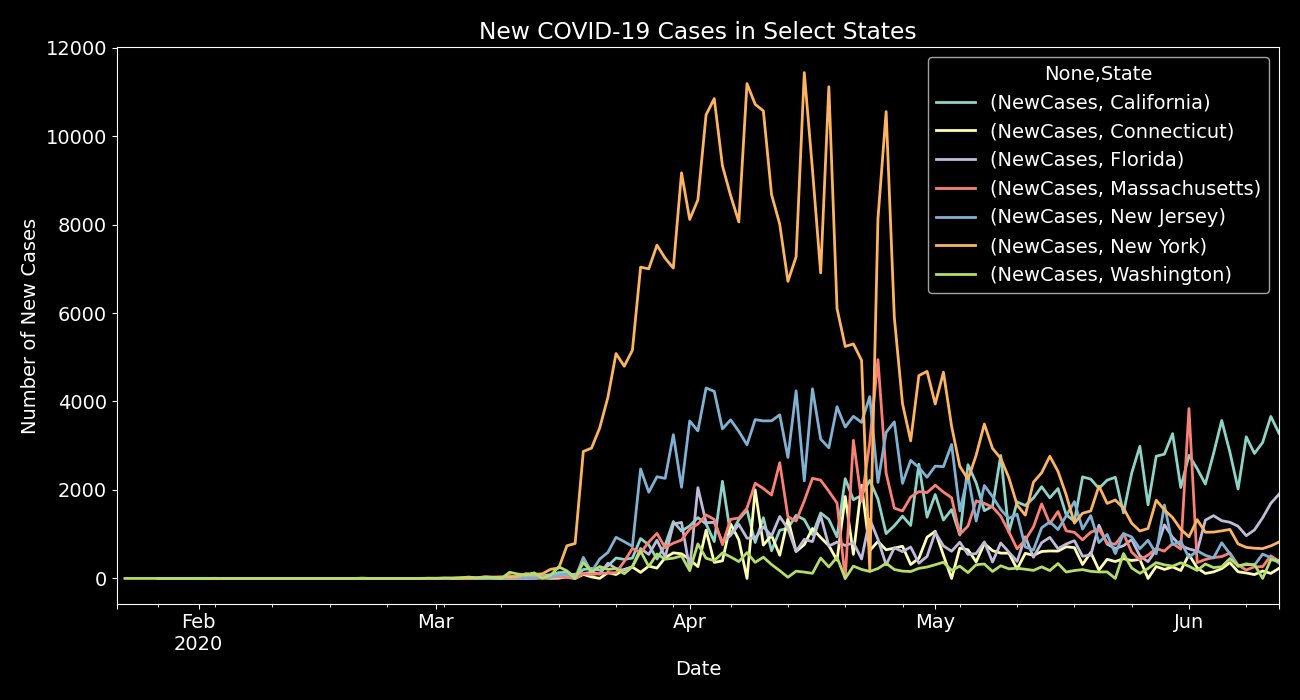 New COVID-19 Cases in Select States
12000
10000
8000
6000
4000
2000
0
Number of New Cases
None,State
(NewCases, California)
(NewCases, Connecticut)
(NewCases, Florida)
(NewCases, Massachusetts)
(NewCases, New Jersey)
(NewCases, New York)
(NewCases, Washington)
Feb Mar Apr May Jun
2020
Date